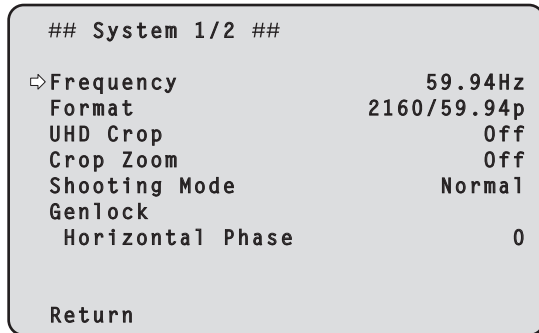 ## System 1/2 ##
⇨Frequency 59.94Hz
Format 2160/59.94p
UHD Crop Off
Crop Zoom Off
Shooting Mode Normal
Genlock
Horizontal Phase 0
Return